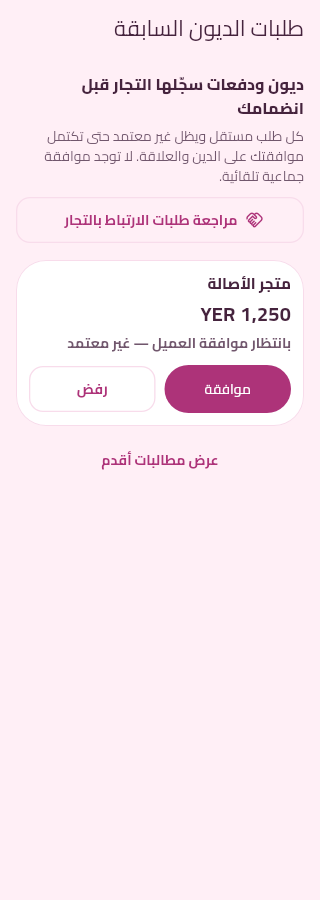 طلبات الديون السابقة
ديون ودفعات سجّلها التجار قبل
انضمامك
كل طلب مستقل ويظل غير معتمد حتى تكتمل
موافقتك على الدين والعلاقة. لا توجد موافقة
جماعية تلقائية.
مراجعة طلبات الارتباط بالتجار
متجر الأصالة
YER 1,250
بانتظار موافقة العميل — غير معتمد
موافقة
رفض
عرض مطالبات أقدم